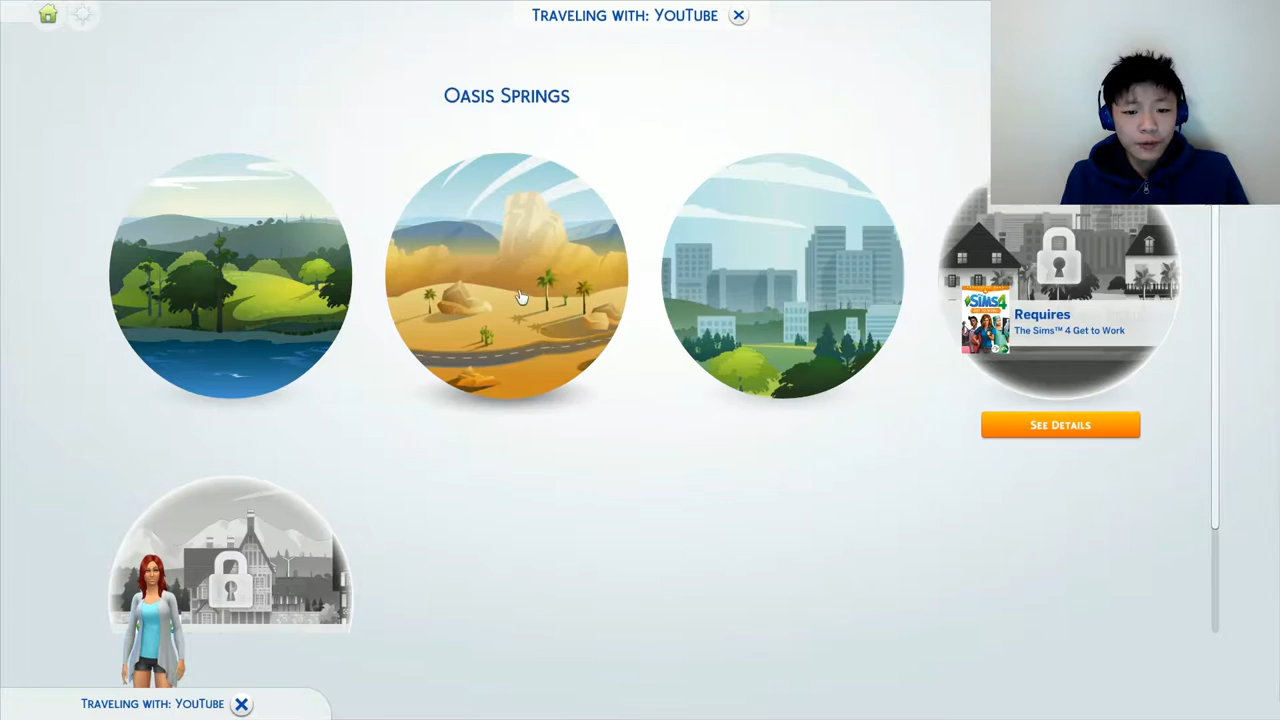 TRAVELING WITH: YOUTUBE
OASIS SPRINGS
SIMS4
Requires
The Sims™ 4 Get to Work
SEE DETAILS
TRAVELING WITH: YOUTUBE